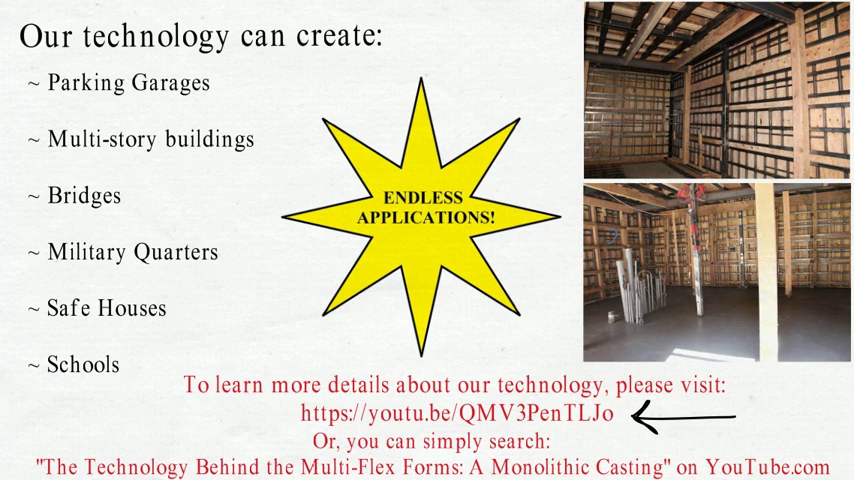 Our technology can create:
~ Parking Garages
~ Multi-story buildings
~ Bridges
~ Military Quarters
~ Safe Houses
~ Schools
ENDLESS
APPLICATIONS!
To learn more details about our technology, please visit:
https://youtu.be/QMV3PenTLJo
Or, you can simply search:
"The Technology Behind the Multi-Flex Forms: A Monolithic Casting" on YouTube.com